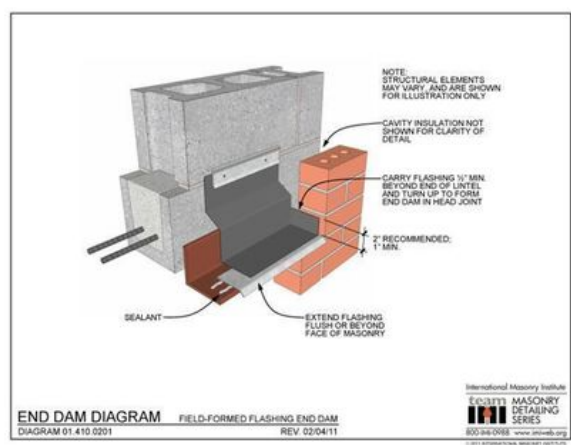 NOTE:
STRUCTURAL ELEMENTS
MAY VARY, AND ARE SHOWN
FOR ILLUSTRATION ONLY
CAVITY INSULATION NOT
SHOWN FOR CLARITY OF
DETAIL
CARRY FLASHING ½" MIN.
BEYOND END OF LINTEL
AND TURN UP TO FORM
END DAM IN HEAD JOINT
2" RECOMMENDED;
1" MIN.
SEALANT
EXTEND FLASHING
FLUSH OR BEYOND
FACE OF MASONRY
International Masonry Institute
team
IMI
MASONRY
DETAILING
SERIES
800-IMI-0988 www.imiweb.org
END DAM DIAGRAM FIELD-FORMED FLASHING END DAM
DIAGRAM 01.410.0201 REV. 02/04/11